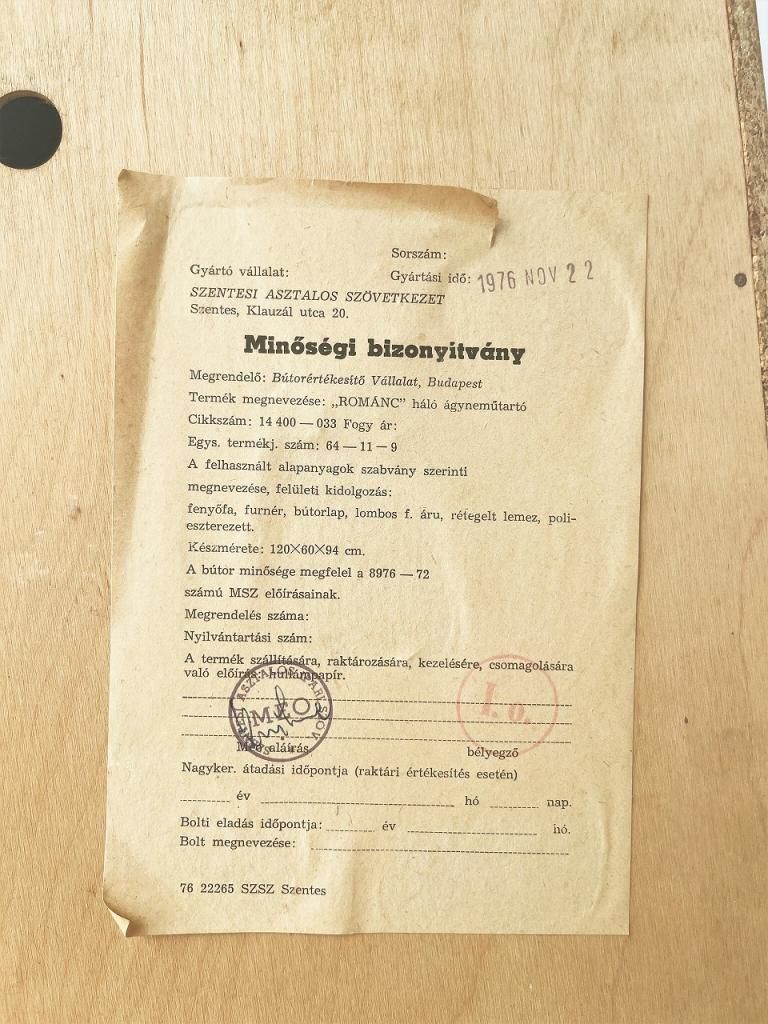 Sorszám:
Gyártó vállalat:
Gyártási idő: 1976 NOV 22
SZENTESI ASZTALOS SZÖVETKEZET
Szentes, Klauzál utca 20.
Minőségi bizonyitvány
Megrendelő: Bútorértékesítő Vállalat, Budapest
Termék megnevezése: „ROMÁNC” háló ágyneműtartó
Cikkszám: 14 400 — 033 Fogy ár:
Egys. termékj. szám: 64 — 11 — 9
A felhasznált alapanyagok szabvány szerinti
megnevezése, felületi kidolgozás:
fenyőfa, furnér, bútorlap, lombos f. áru, rétegelt lemez, poli-
eszterezett.
Készmérete: 120×60×94 cm.
A bútor minősége megfelel a 8976 — 72
számú MSZ előírásainak.
Megrendelés száma:
Nyilvántartási szám:
A termék szállítására, raktározására, kezelésére, csomagolására
való előírás: hullámpapír.
MEO
I. o.
Meo aláírás
bélyegző
Nagyker. átadási időpontja (raktári értékesítés esetén)
év hó nap.
Bolti eladás időpontja: év hó.
Bolt megnevezése:
76 22265 SZSZ Szentes